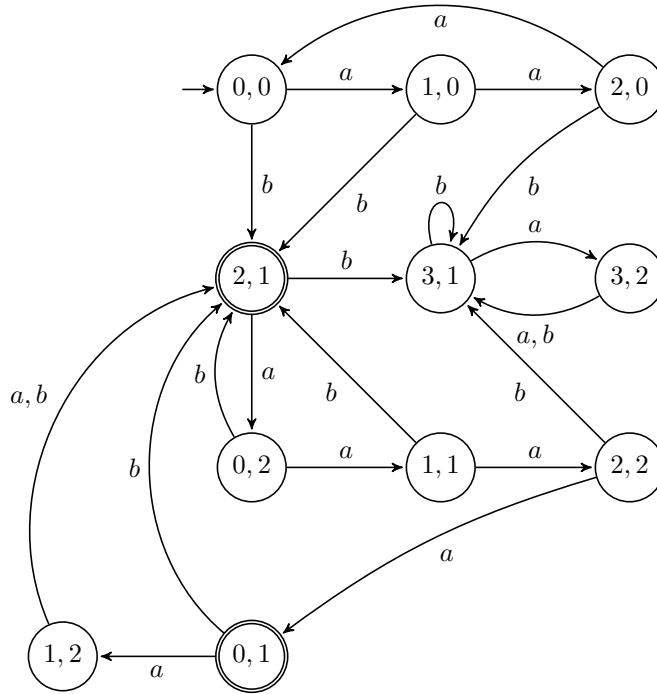 a
0, 0 a 1, 0 a 2, 0
b b b b a
2, 1 b 3, 1 3, 2
a, b
a, b b a b b
0, 2 a 1, 1 a 2, 2
b
a
1, 2 a 0, 1